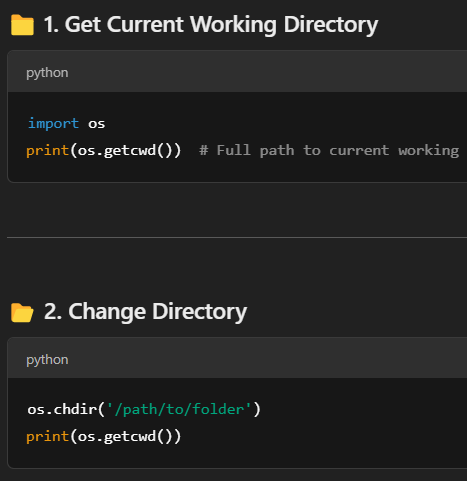 📁 1. Get Current Working Directory
python
import os
print(os.getcwd())  # Full path to current working
📂 2. Change Directory
python
os.chdir('/path/to/folder')
print(os.getcwd())